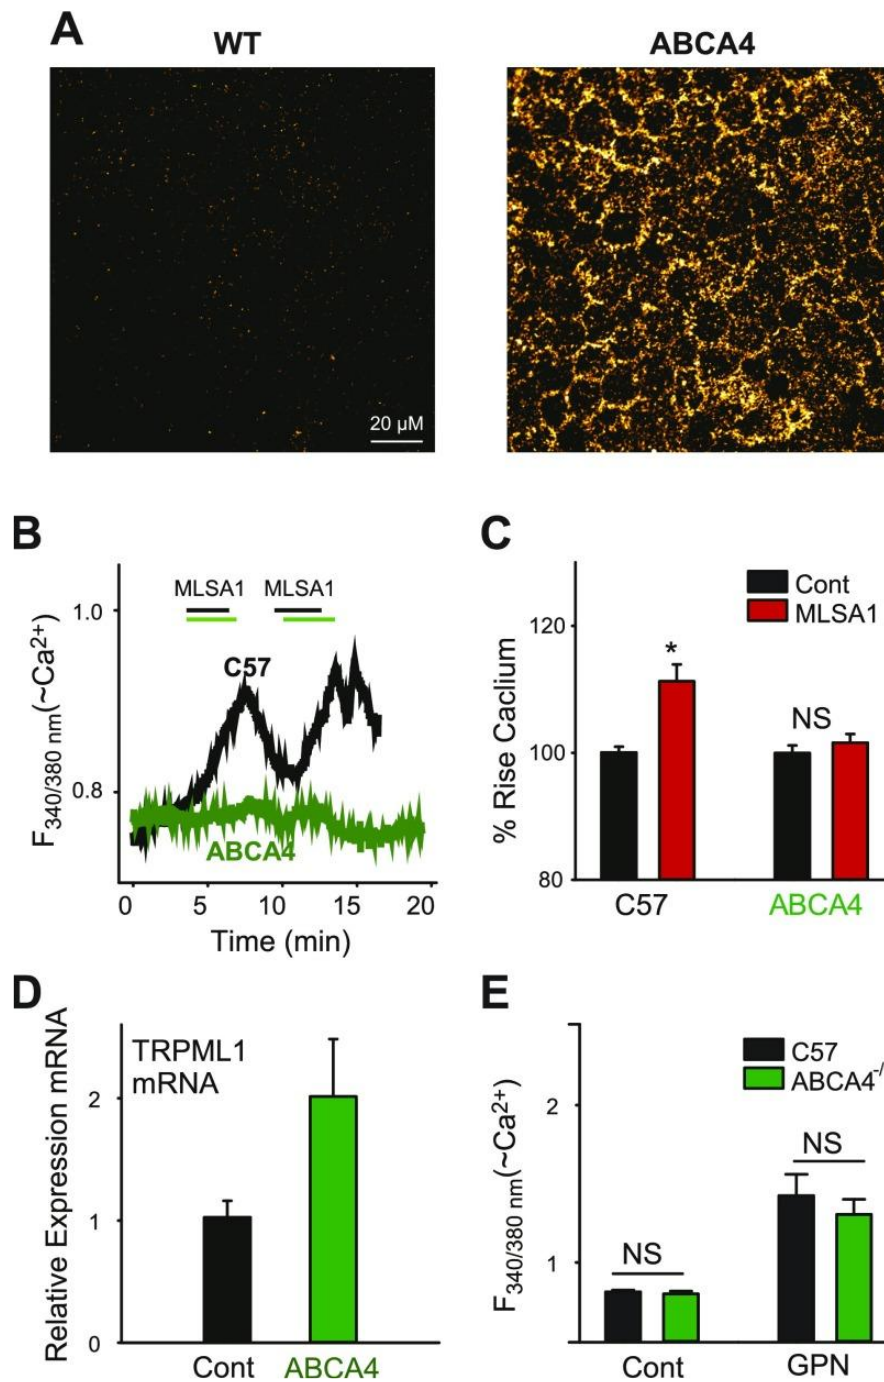 A
WT
ABCA4
20 µM
B
MLSA1 MLSA1
1.0
C57
0.8
ABCA4
F340/380 nm(~Ca2+)
0 5 10 15 20
Time (min)
C
Cont
MLSA1
120
*
NS
100
80
% Rise Caclium
C57 ABCA4
D
TRPML1
mRNA
2
1
0
Relative Expression mRNA
Cont ABCA4
E
C57
ABCA4-/
2
NS
NS
1
F340/380 nm(~Ca2+)
Cont GPN